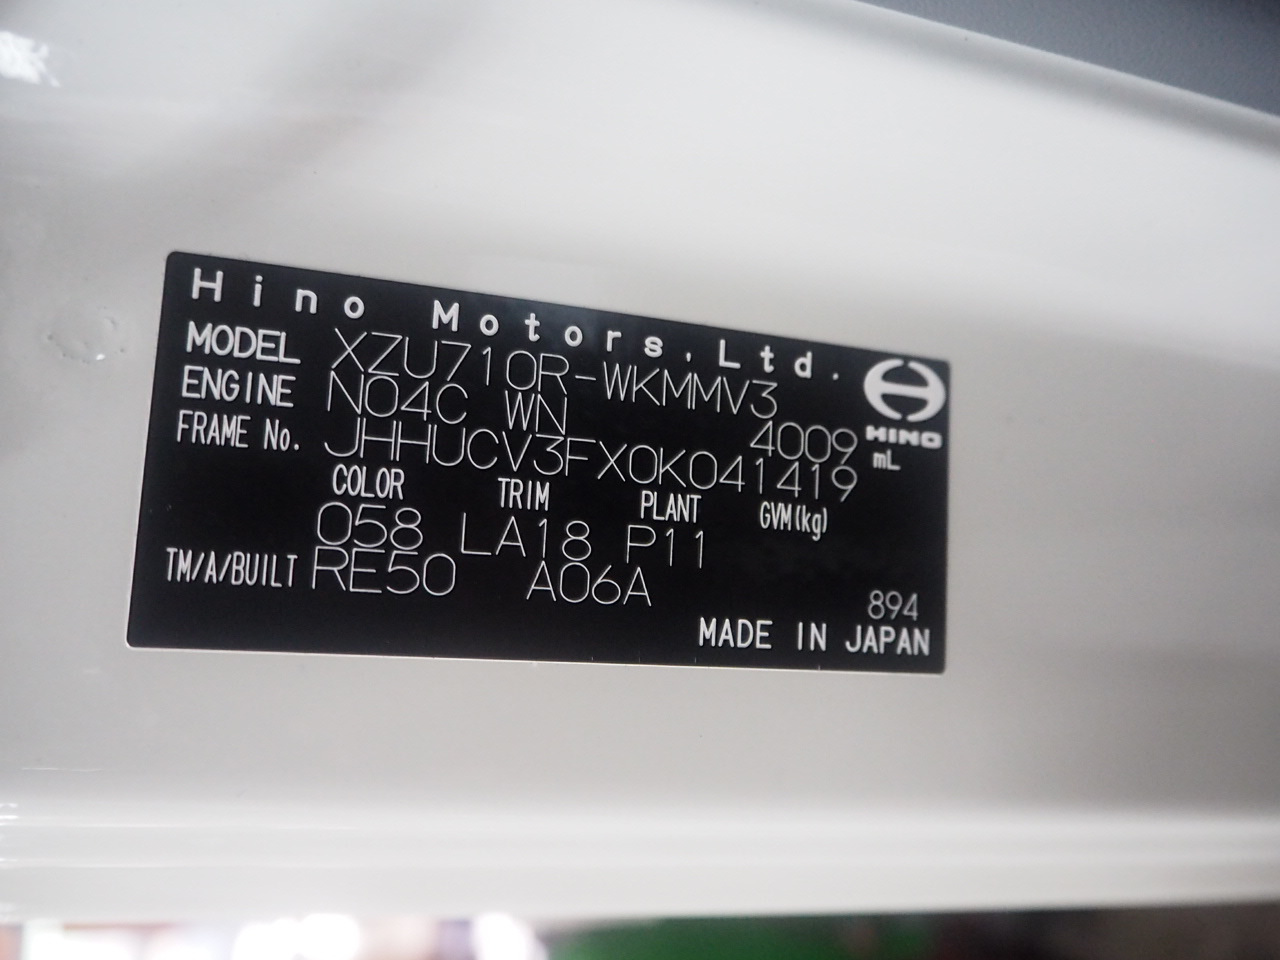 Hino Motors,Ltd.
MODEL XZU710R-WKMMV3
ENGINE N04C WN 4009 mL
HINO
FRAME No. JHHUCV3FX0K041419
COLOR TRIM PLANT GVM(kg)
058 LA18 P11
TM/A/BUILT RE50 A06A
894
MADE IN JAPAN